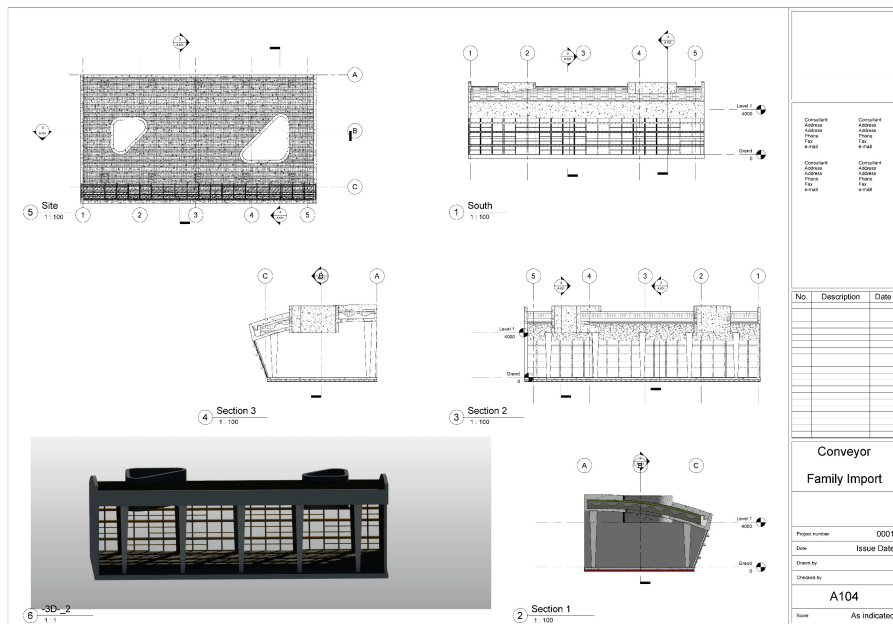 A
B
C
5 Site
1 : 100
1 2 3 4 5
1 2 3 4 5
Level 1
4000
Grand
0
1 South
1 : 100
C B A
4 Section 3
1 : 100
5 4 3 2 1
Level 1
4000
Grand
0
3 Section 2
1 : 100
6 -3D-_2
1 : 1
A B C
Level 1
4000
Grand
0
2 Section 1
1 : 100
Consultant Consultant
Address Address
Address Address
Phone Phone
Fax Fax
e-mail e-mail
Consultant Consultant
Address Address
Address Address
Phone Phone
Fax Fax
e-mail e-mail
No. Description Date
Conveyor
Family Import
Project number 0001
Date Issue Date
Drawn by
Checked by
A104
Scale As indicated